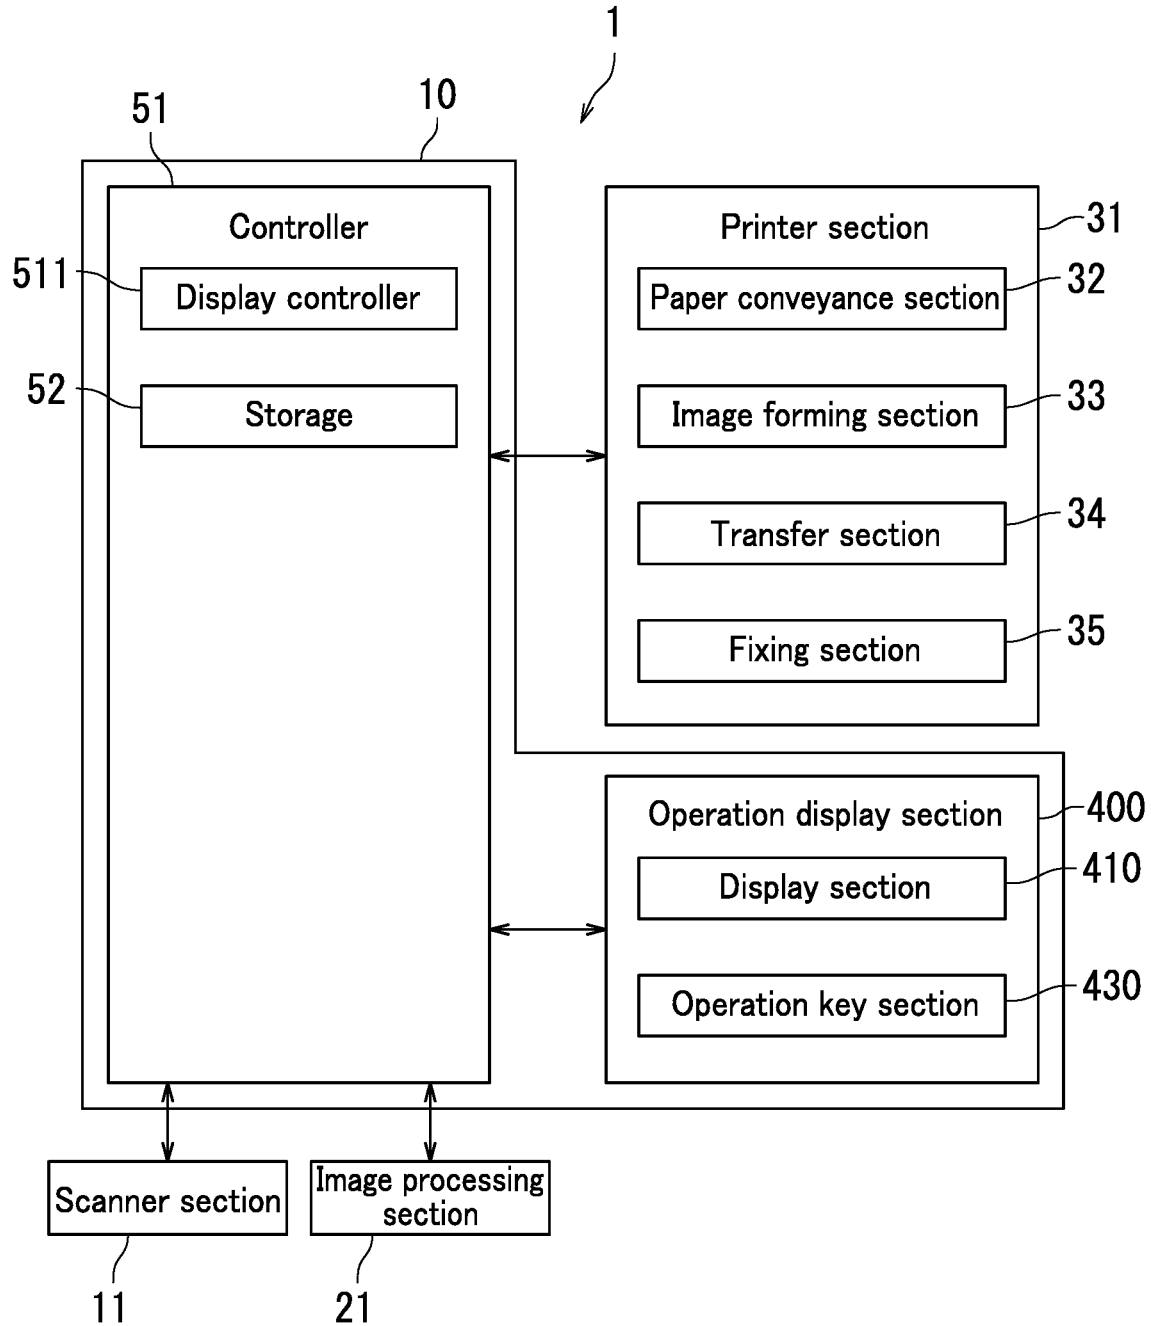 1
10
51
Controller
511
Display controller
52
Storage
Printer section
31
Paper conveyance section
32
Image forming section
33
Transfer section
34
Fixing section
35
Operation display section
400
Display section
410
Operation key section
430
Scanner section
11
Image processing
section
21